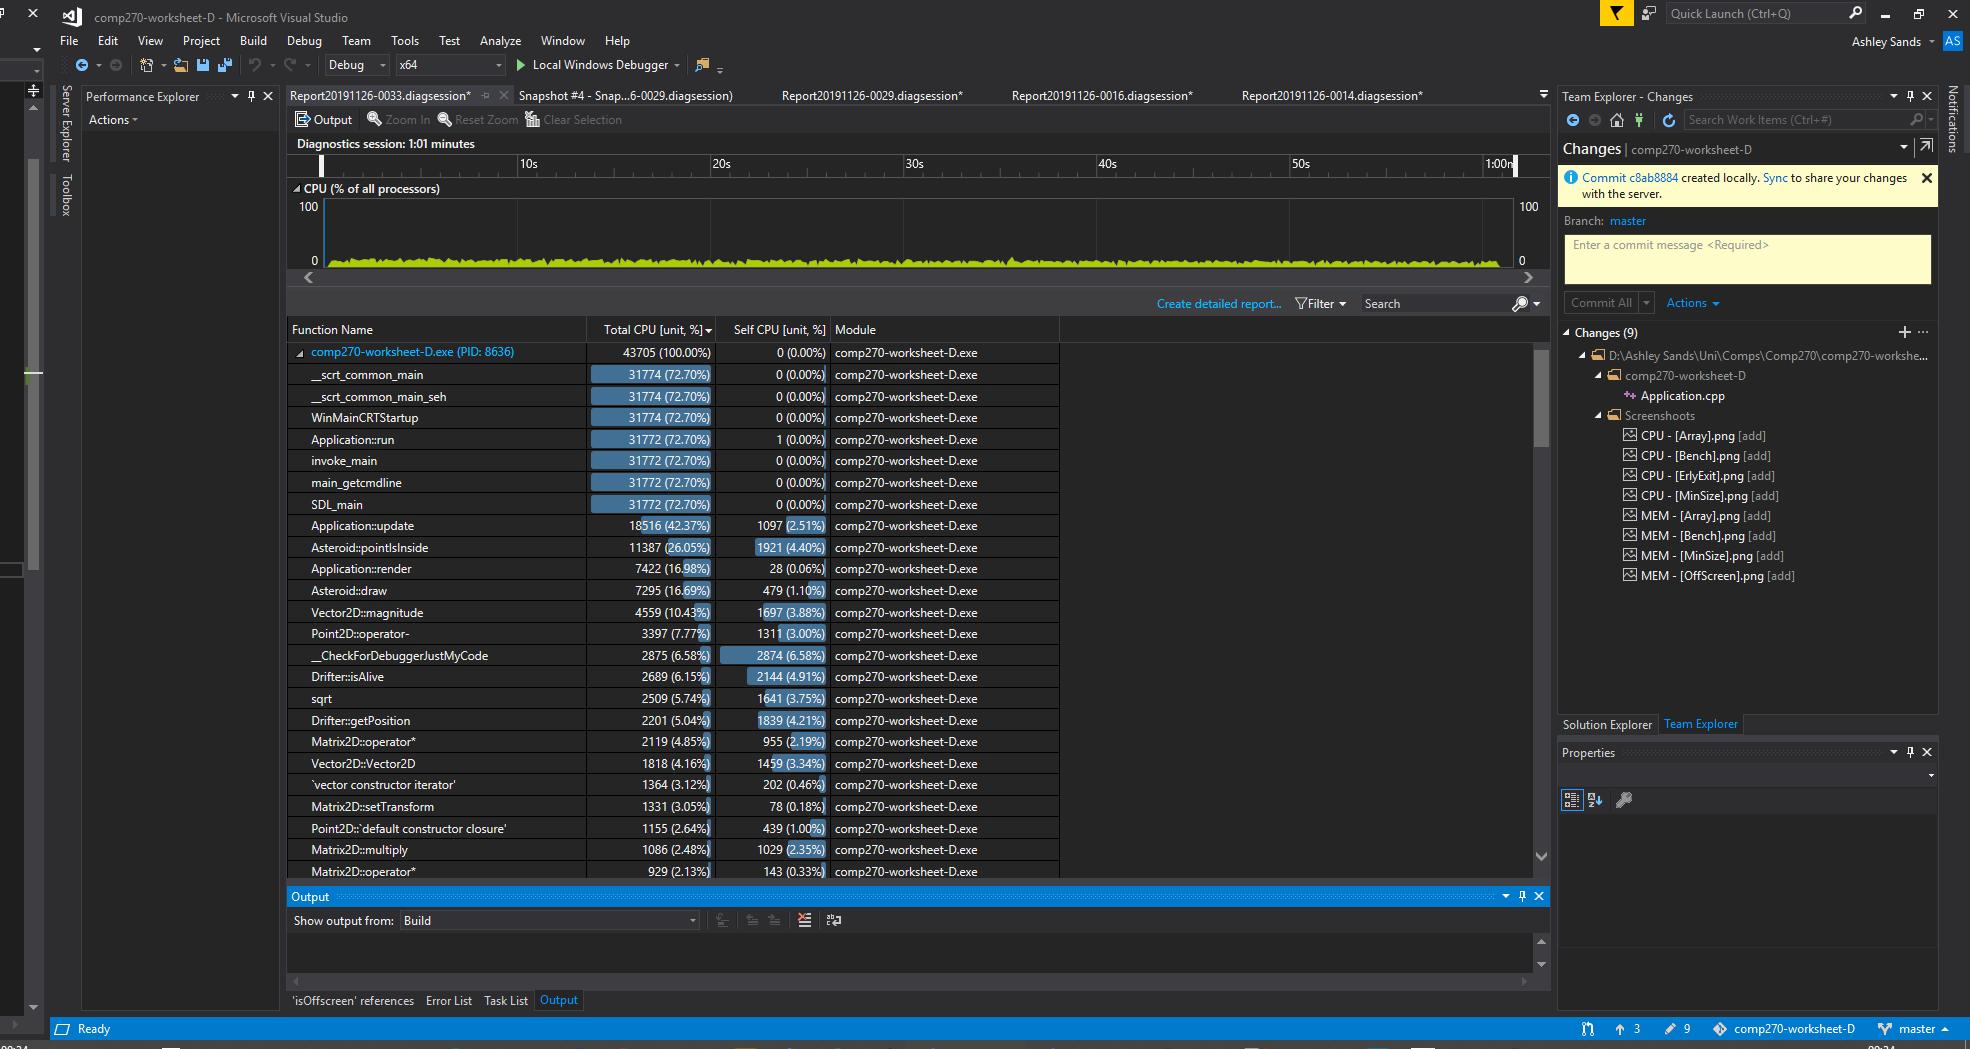 comp270-worksheet-D - Microsoft Visual Studio
Quick Launch (Ctrl+Q)
File Edit View Project Build Debug Team Tools Test Analyze Window Help
Ashley Sands AS
Debug x64 Local Windows Debugger
Server Explorer
Toolbox
Performance Explorer
Actions
Report20191126-0033.diagsession* Snapshot #4 - Snap...6-0029.diagsession) Report20191126-0029.diagsession* Report20191126-0016.diagsession* Report20191126-0014.diagsession*
Output Zoom In Reset Zoom Clear Selection
Diagnostics session: 1:01 minutes
10s 20s 30s 40s 50s 1:00m
CPU (% of all processors)
100 100
0 0
Create detailed report... Filter Search
Function Name Total CPU [unit, %] Self CPU [unit, %] Module
comp270-worksheet-D.exe (PID: 8636) 43705 (100.00%) 0 (0.00%) comp270-worksheet-D.exe
__scrt_common_main 31774 (72.70%) 0 (0.00%) comp270-worksheet-D.exe
__scrt_common_main_seh 31774 (72.70%) 0 (0.00%) comp270-worksheet-D.exe
WinMainCRTStartup 31774 (72.70%) 0 (0.00%) comp270-worksheet-D.exe
Application::run 31772 (72.70%) 1 (0.00%) comp270-worksheet-D.exe
invoke_main 31772 (72.70%) 0 (0.00%) comp270-worksheet-D.exe
main_getcmdline 31772 (72.70%) 0 (0.00%) comp270-worksheet-D.exe
SDL_main 31772 (72.70%) 0 (0.00%) comp270-worksheet-D.exe
Application::update 18516 (42.37%) 1097 (2.51%) comp270-worksheet-D.exe
Asteroid::pointIsInside 11387 (26.05%) 1921 (4.40%) comp270-worksheet-D.exe
Application::render 7422 (16.98%) 28 (0.06%) comp270-worksheet-D.exe
Asteroid::draw 7295 (16.69%) 479 (1.10%) comp270-worksheet-D.exe
Vector2D::magnitude 4559 (10.43%) 1697 (3.88%) comp270-worksheet-D.exe
Point2D::operator- 3397 (7.77%) 1311 (3.00%) comp270-worksheet-D.exe
__CheckForDebuggerJustMyCode 2875 (6.58%) 2874 (6.58%) comp270-worksheet-D.exe
Drifter::isAlive 2689 (6.15%) 2144 (4.91%) comp270-worksheet-D.exe
sqrt 2509 (5.74%) 1641 (3.75%) comp270-worksheet-D.exe
Drifter::getPosition 2201 (5.04%) 1839 (4.21%) comp270-worksheet-D.exe
Matrix2D::operator* 2119 (4.85%) 955 (2.19%) comp270-worksheet-D.exe
Vector2D::Vector2D 1818 (4.16%) 1459 (3.34%) comp270-worksheet-D.exe
`vector constructor iterator' 1364 (3.12%) 202 (0.46%) comp270-worksheet-D.exe
Matrix2D::setTransform 1331 (3.05%) 78 (0.18%) comp270-worksheet-D.exe
Point2D::`default constructor closure' 1155 (2.64%) 439 (1.00%) comp270-worksheet-D.exe
Matrix2D::multiply 1086 (2.48%) 1029 (2.35%) comp270-worksheet-D.exe
Matrix2D::operator* 929 (2.13%) 143 (0.33%) comp270-worksheet-D.exe
Output
Show output from: Build
'isOffscreen' references Error List Task List Output
Team Explorer - Changes
Search Work Items (Ctrl+#)
Changes | comp270-worksheet-D
Commit c8ab8884 created locally. Sync to share your changes
with the server.
Branch: master
Enter a commit message <Required>
Commit All Actions
Changes (9)
D:\Ashley Sands\Uni\Comps\Comp270\comp270-workshe...
comp270-worksheet-D
Application.cpp
Screenshoots
CPU - [Array].png [add]
CPU - [Bench].png [add]
CPU - [ErlyExit].png [add]
CPU - [MinSize].png [add]
MEM - [Array].png [add]
MEM - [Bench].png [add]
MEM - [MinSize].png [add]
MEM - [OffScreen].png [add]
Solution Explorer Team Explorer
Properties
Notifications
Ready 3 9 comp270-worksheet-D master